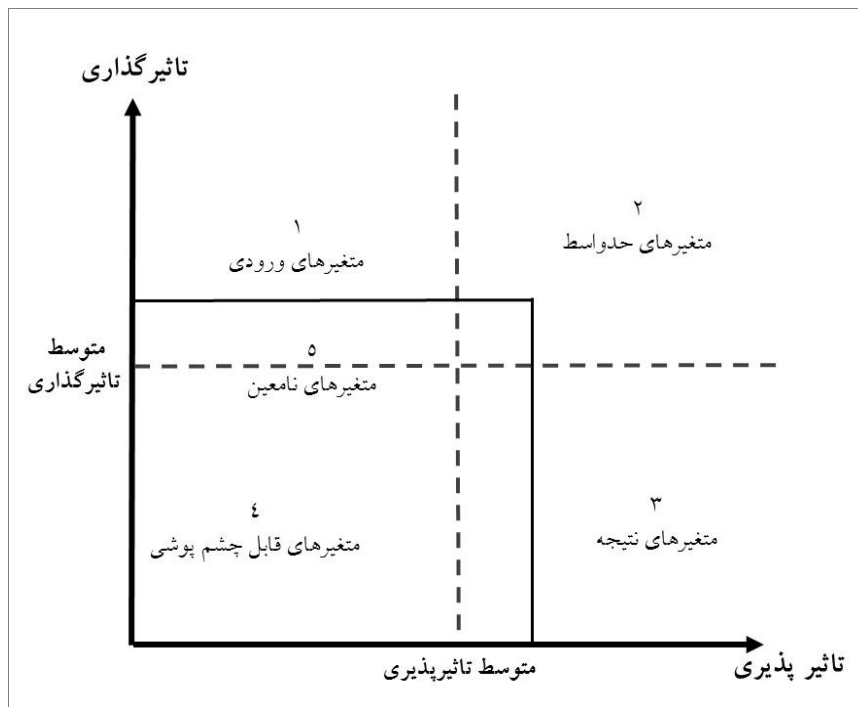 تاثیرگذاری
۱
متغیرهای ورودی
۲
متغیرهای حدواسط
متوسط
تاثیرگذاری
۵
متغیرهای نامعین
۴
متغیرهای قابل چشم پوشی
۳
متغیرهای نتیجه
متوسط تاثیرپذیری
تاثیر پذیری